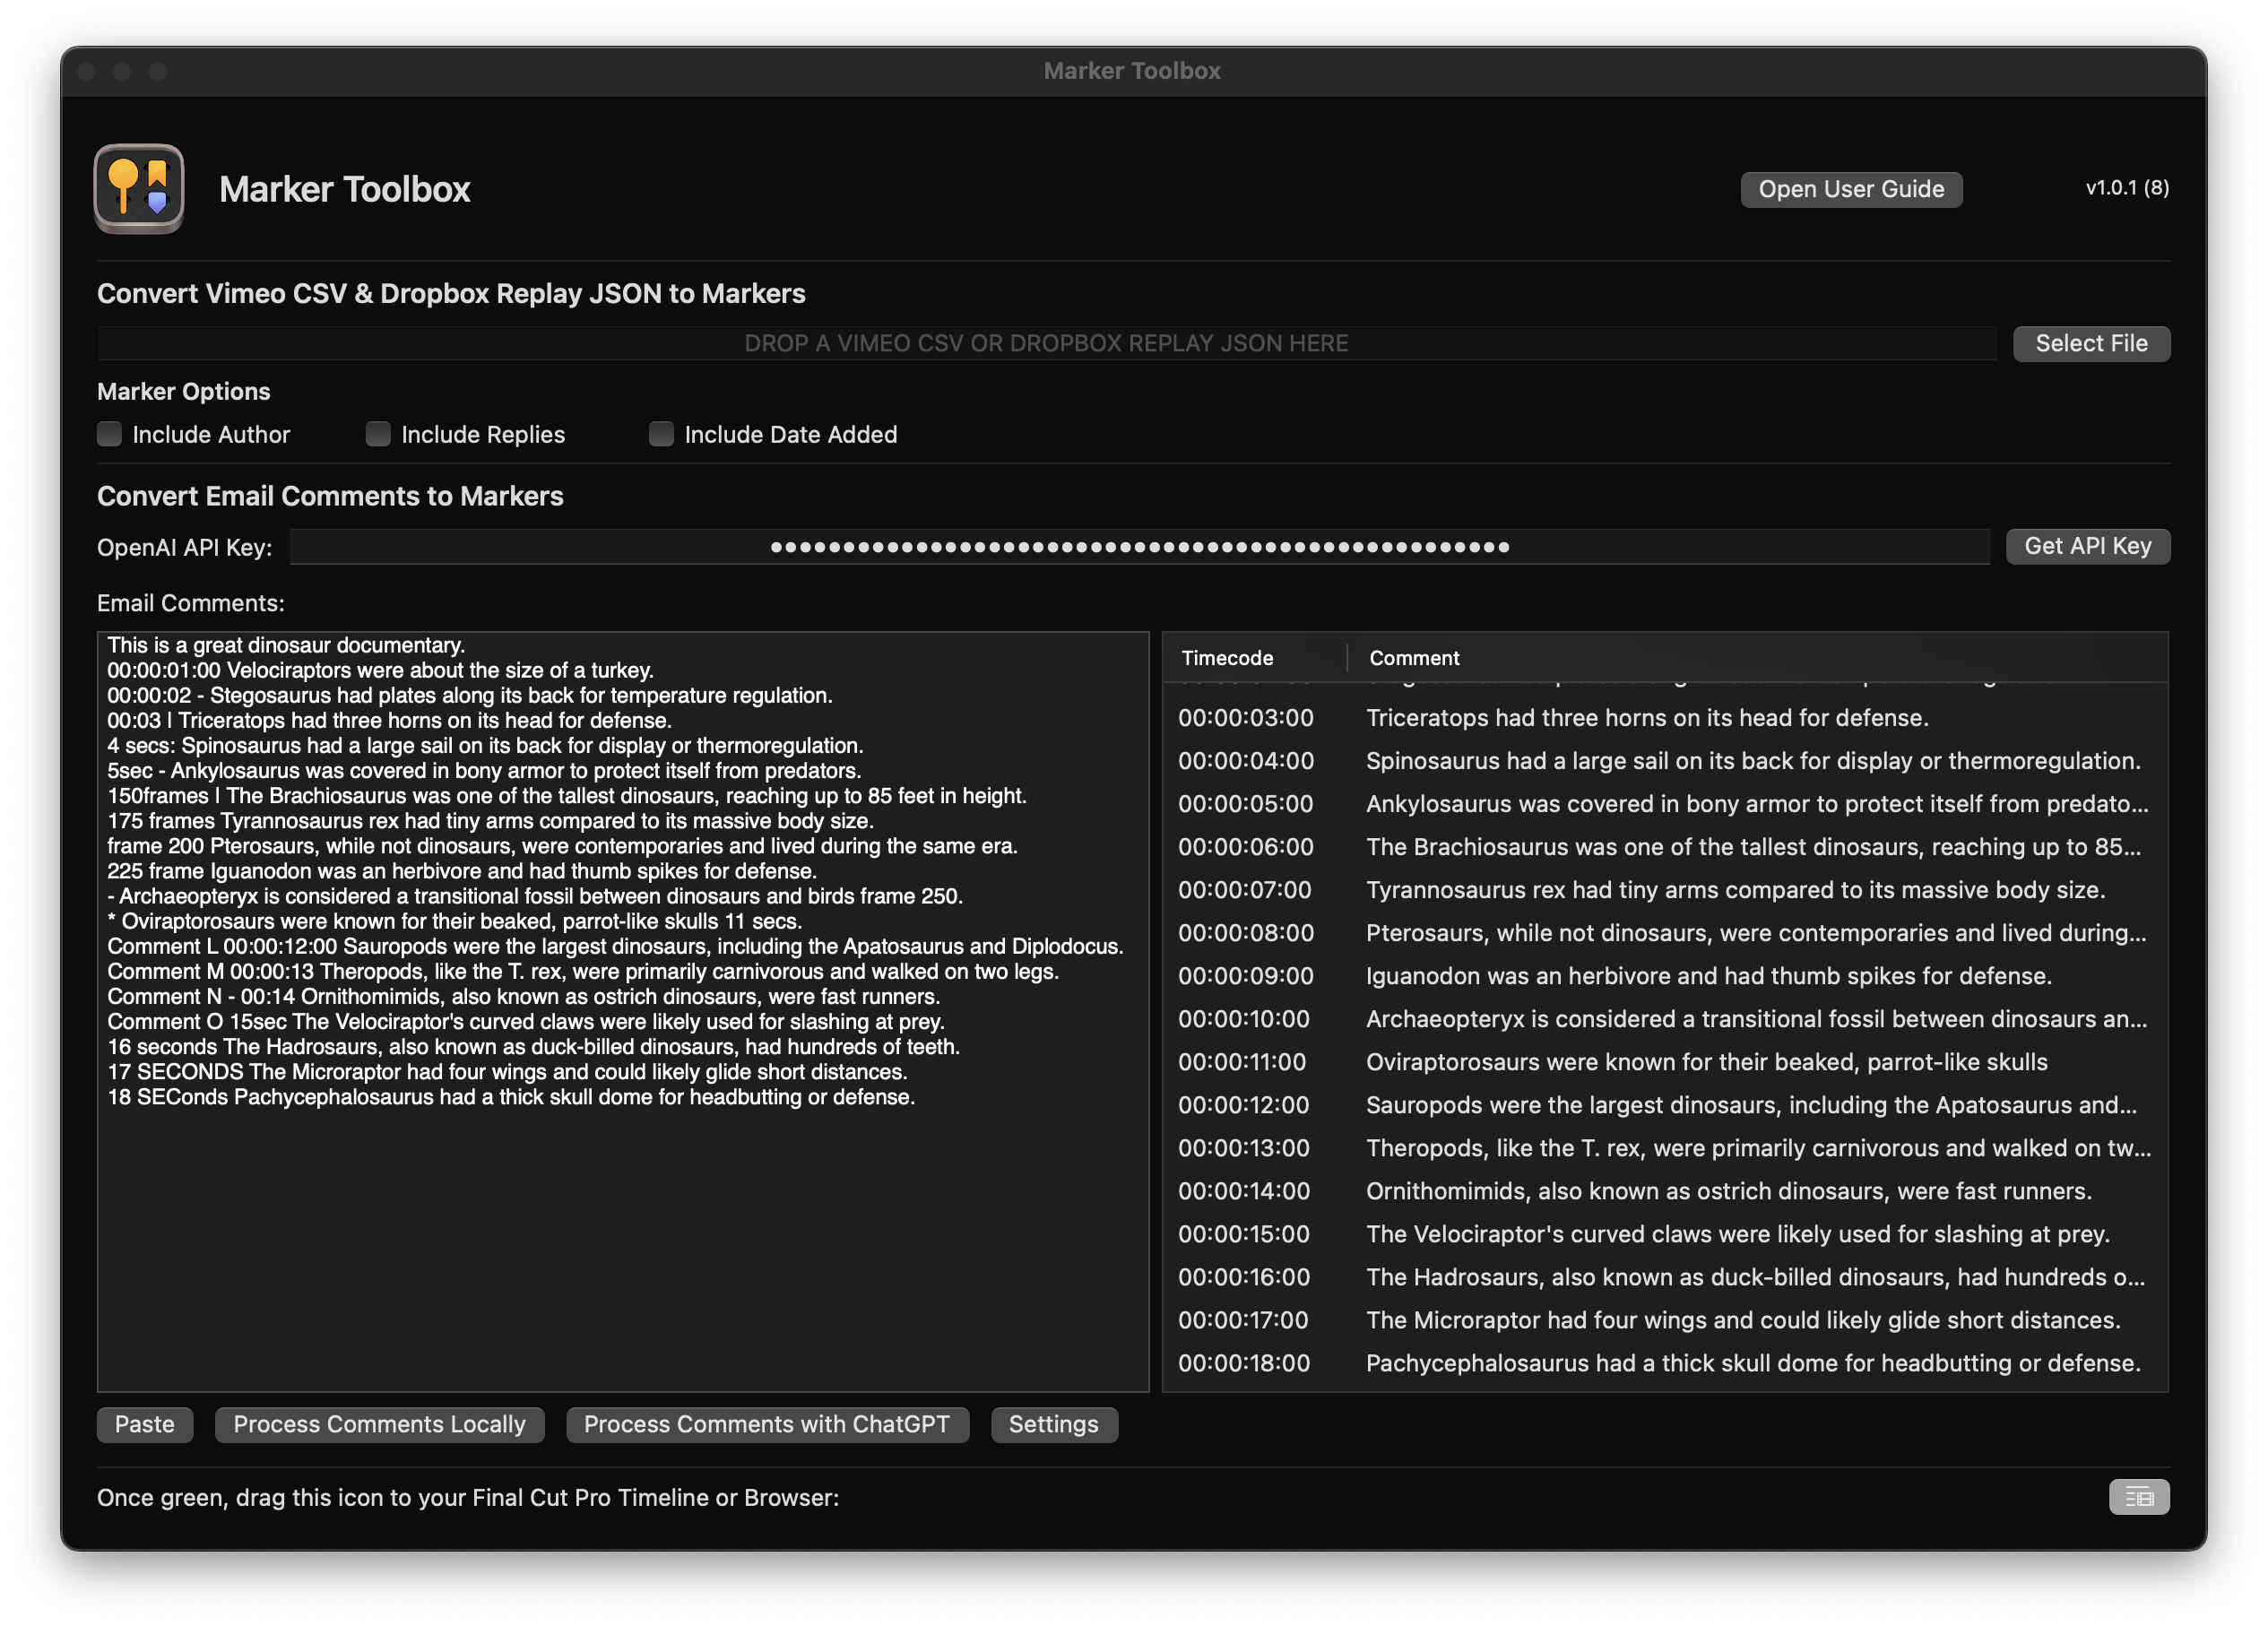 Marker Toolbox
Marker Toolbox
Open User Guide
v1.0.1 (8)
Convert Vimeo CSV & Dropbox Replay JSON to Markers
DROP A VIMEO CSV OR DROPBOX REPLAY JSON HERE
Select File
Marker Options
Include Author
Include Replies
Include Date Added
Convert Email Comments to Markers
OpenAI API Key:
Get API Key
Email Comments:
This is a great dinosaur documentary.
00:00:01:00 Velociraptors were about the size of a turkey.
00:00:02 - Stegosaurus had plates along its back for temperature regulation.
00:03 | Triceratops had three horns on its head for defense.
4 secs: Spinosaurus had a large sail on its back for display or thermoregulation.
5sec - Ankylosaurus was covered in bony armor to protect itself from predators.
150frames | The Brachiosaurus was one of the tallest dinosaurs, reaching up to 85 feet in height.
175 frames Tyrannosaurus rex had tiny arms compared to its massive body size.
frame 200 Pterosaurs, while not dinosaurs, were contemporaries and lived during the same era.
225 frame Iguanodon was an herbivore and had thumb spikes for defense.
- Archaeopteryx is considered a transitional fossil between dinosaurs and birds frame 250.
* Oviraptorosaurs were known for their beaked, parrot-like skulls 11 secs.
Comment L 00:00:12:00 Sauropods were the largest dinosaurs, including the Apatosaurus and Diplodocus.
Comment M 00:00:13 Theropods, like the T. rex, were primarily carnivorous and walked on two legs.
Comment N - 00:14 Ornithomimids, also known as ostrich dinosaurs, were fast runners.
Comment O 15sec The Velociraptor's curved claws were likely used for slashing at prey.
16 seconds The Hadrosaurs, also known as duck-billed dinosaurs, had hundreds of teeth.
17 SECONDS The Microraptor had four wings and could likely glide short distances.
18 SEConds Pachycephalosaurus had a thick skull dome for headbutting or defense.
Timecode Comment
00:00:03:00 Triceratops had three horns on its head for defense.
00:00:04:00 Spinosaurus had a large sail on its back for display or thermoregulation.
00:00:05:00 Ankylosaurus was covered in bony armor to protect itself from predato...
00:00:06:00 The Brachiosaurus was one of the tallest dinosaurs, reaching up to 85...
00:00:07:00 Tyrannosaurus rex had tiny arms compared to its massive body size.
00:00:08:00 Pterosaurs, while not dinosaurs, were contemporaries and lived during...
00:00:09:00 Iguanodon was an herbivore and had thumb spikes for defense.
00:00:10:00 Archaeopteryx is considered a transitional fossil between dinosaurs an...
00:00:11:00 Oviraptorosaurs were known for their beaked, parrot-like skulls
00:00:12:00 Sauropods were the largest dinosaurs, including the Apatosaurus and...
00:00:13:00 Theropods, like the T. rex, were primarily carnivorous and walked on tw...
00:00:14:00 Ornithomimids, also known as ostrich dinosaurs, were fast runners.
00:00:15:00 The Velociraptor's curved claws were likely used for slashing at prey.
00:00:16:00 The Hadrosaurs, also known as duck-billed dinosaurs, had hundreds o...
00:00:17:00 The Microraptor had four wings and could likely glide short distances.
00:00:18:00 Pachycephalosaurus had a thick skull dome for headbutting or defense.
Paste
Process Comments Locally
Process Comments with ChatGPT
Settings
Once green, drag this icon to your Final Cut Pro Timeline or Browser: